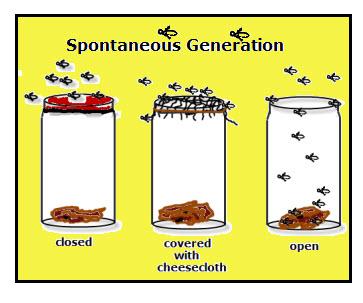 Spontaneous Generation
closed
covered
with
cheesecloth
open